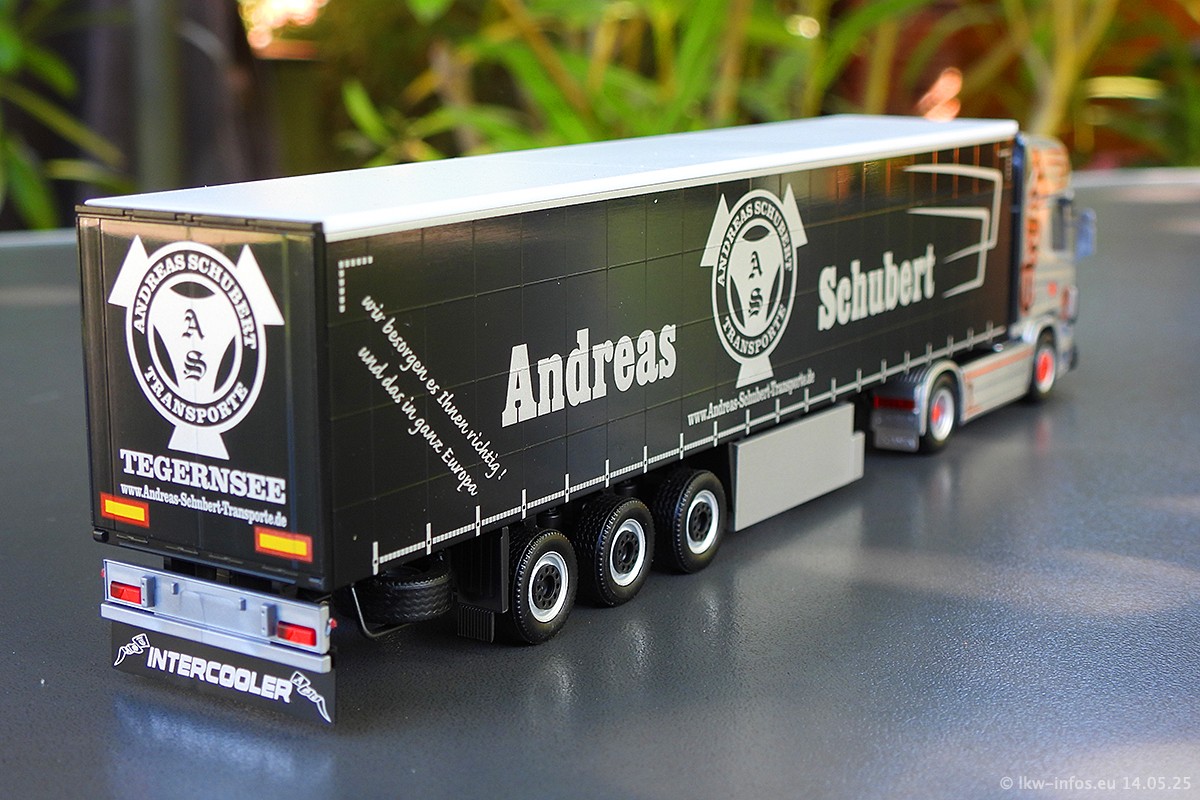 ANDREAS SCHUBERT
A
S
TRANSPORTE
TEGERNSEE
www.Andreas-Schubert-Transporte.de
INTERCOOLER
wir besorgen es Ihnen richtig !
und das in ganz Europa
Andreas
ANDREAS SCHUBERT
A
S
TRANSPORTE
www.Andreas-Schubert-Transporte.de
Schubert
© lkw-infos.eu 14.05.25